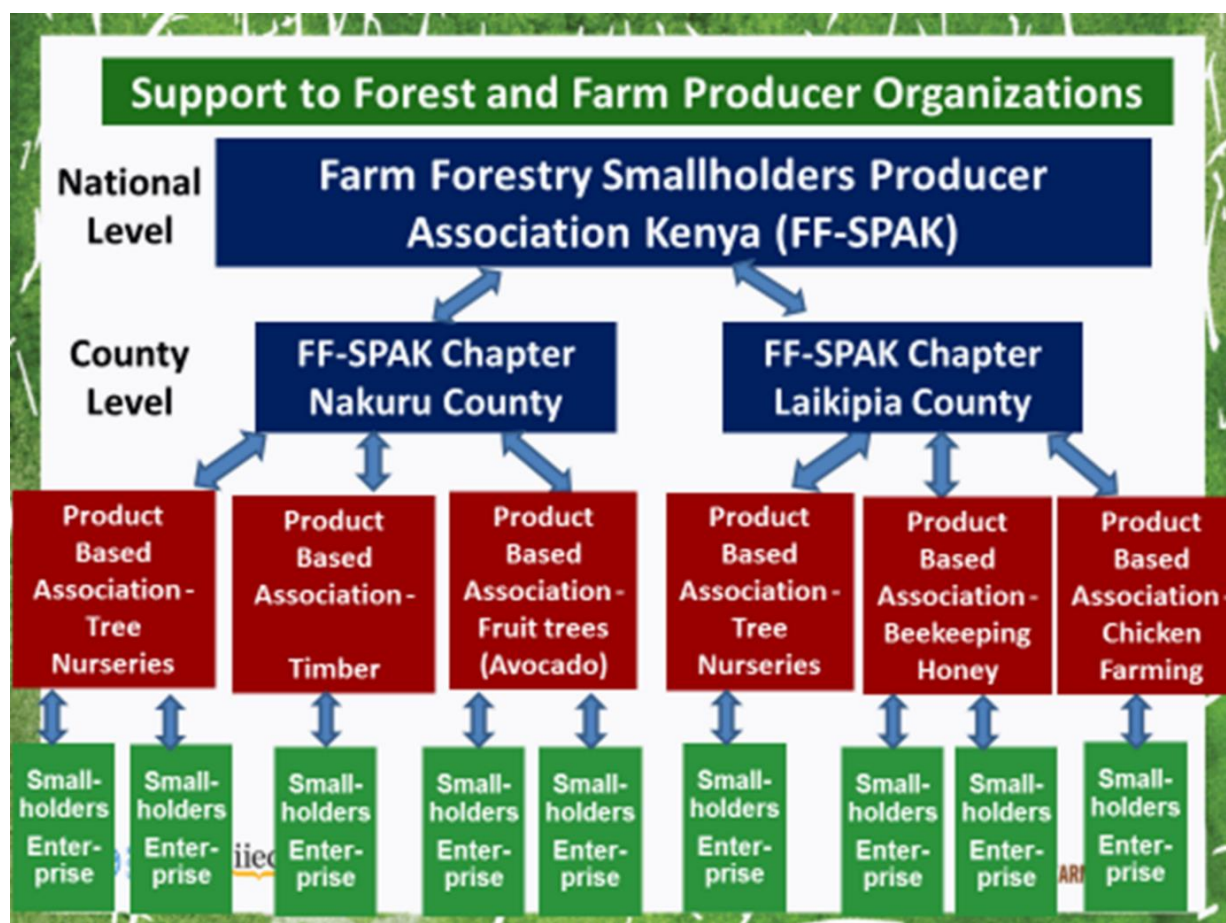 Support to Forest and Farm Producer Organizations
National
Level
Farm Forestry Smallholders Producer
Association Kenya (FF-SPAK)
County
Level
FF-SPAK Chapter
Nakuru County
FF-SPAK Chapter
Laikipia County
Product
Based
Association -
Tree
Nurseries
Product
Based
Association -
Timber
Product
Based
Association -
Fruit trees
(Avocado)
Product
Based
Association -
Tree
Nurseries
Product
Based
Association -
Beekeeping
Honey
Product
Based
Association -
Chicken
Farming
Small-
holders
Enter-
prise
Small-
holders
Enter-
prise
Small-
holders
Enter-
prise
Small-
holders
Enter-
prise
Small-
holders
Enter-
prise
Small-
holders
Enter-
prise
Small-
holders
Enter-
prise
Small-
holders
Enter-
prise
Small-
holders
Enter-
prise